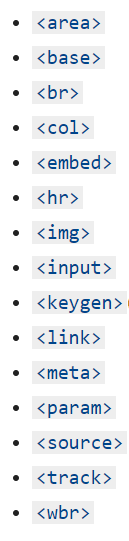 <area>
<base>
<br>
<col>
<embed>
<hr>
<img>
<input>
<keygen>
<link>
<meta>
<param>
<source>
<track>
<wbr>